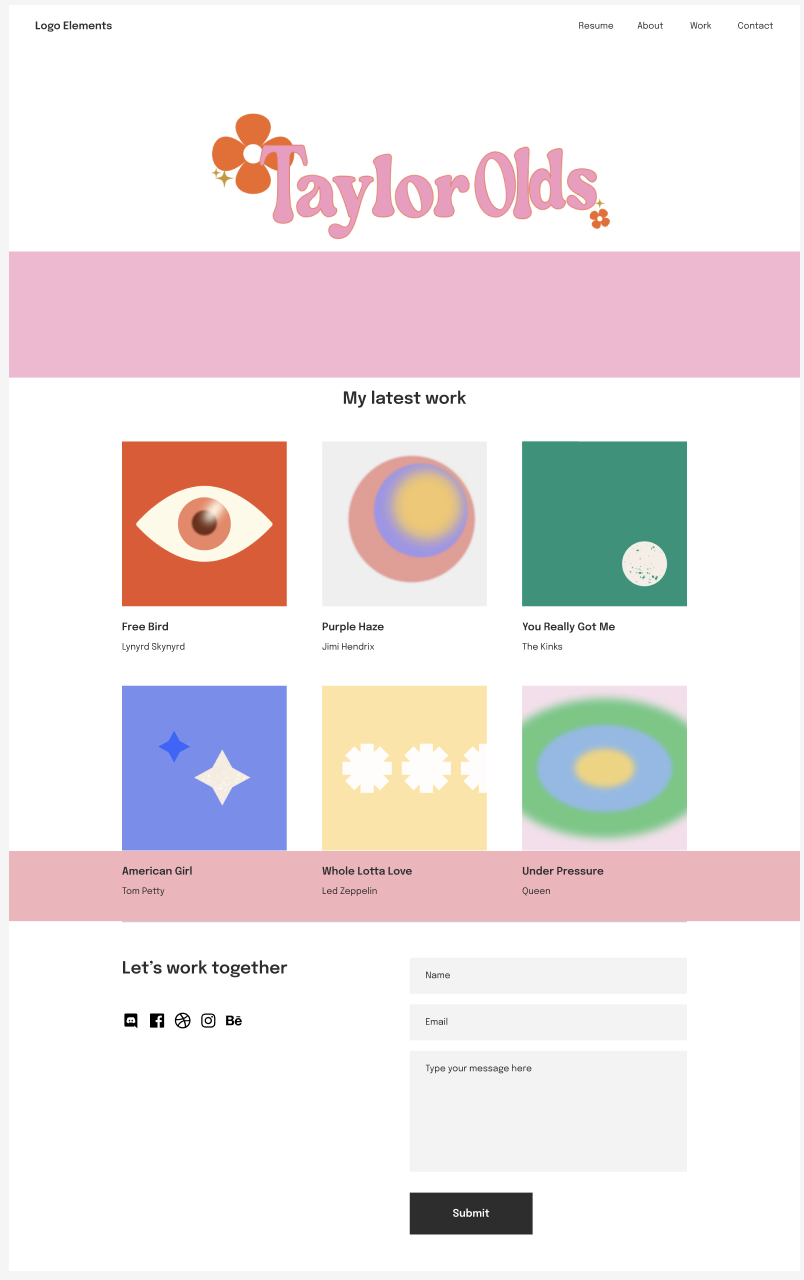 Logo Elements
Resume About Work Contact
Taylor Olds
My latest work
Free Bird
Lynyrd Skynyrd
Purple Haze
Jimi Hendrix
You Really Got Me
The Kinks
American Girl
Tom Petty
Whole Lotta Love
Led Zeppelin
Under Pressure
Queen
Let’s work together
Bē
Name
Email
Type your message here
Submit